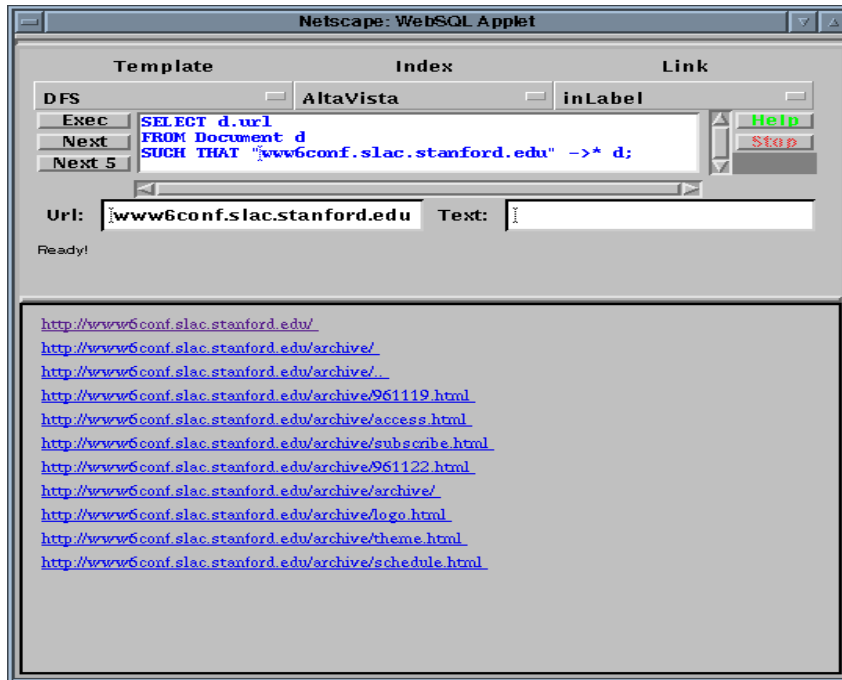 Netscape: WebSQL Applet
Template Index Link
DFS AltaVista inLabel
Exec SELECT d.url Help
Next FROM Document d Stop
Next 5 SUCH THAT "www6conf.slac.stanford.edu" ->* d;
Url: www6conf.slac.stanford.edu Text:
Ready!
http://www6conf.slac.stanford.edu/
http://www6conf.slac.stanford.edu/archive/
http://www6conf.slac.stanford.edu/archive/..
http://www6conf.slac.stanford.edu/archive/961119.html
http://www6conf.slac.stanford.edu/archive/access.html
http://www6conf.slac.stanford.edu/archive/subscribe.html
http://www6conf.slac.stanford.edu/archive/961122.html
http://www6conf.slac.stanford.edu/archive/archive/
http://www6conf.slac.stanford.edu/archive/logo.html
http://www6conf.slac.stanford.edu/archive/theme.html
http://www6conf.slac.stanford.edu/archive/schedule.html